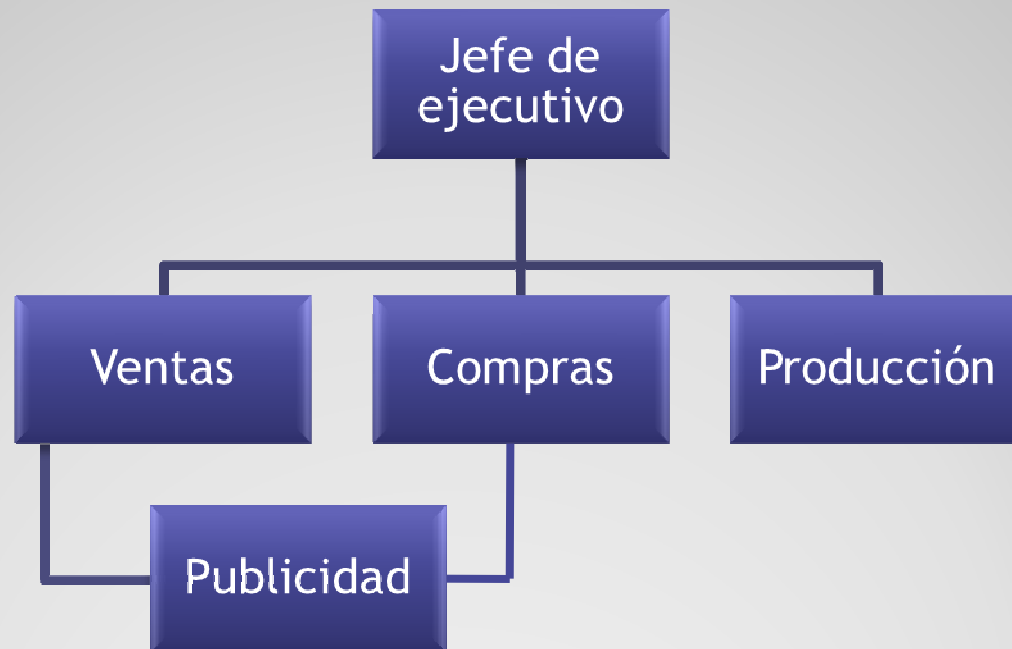 Jefe de
ejecutivo
Ventas
Compras
Producción
Publicidad